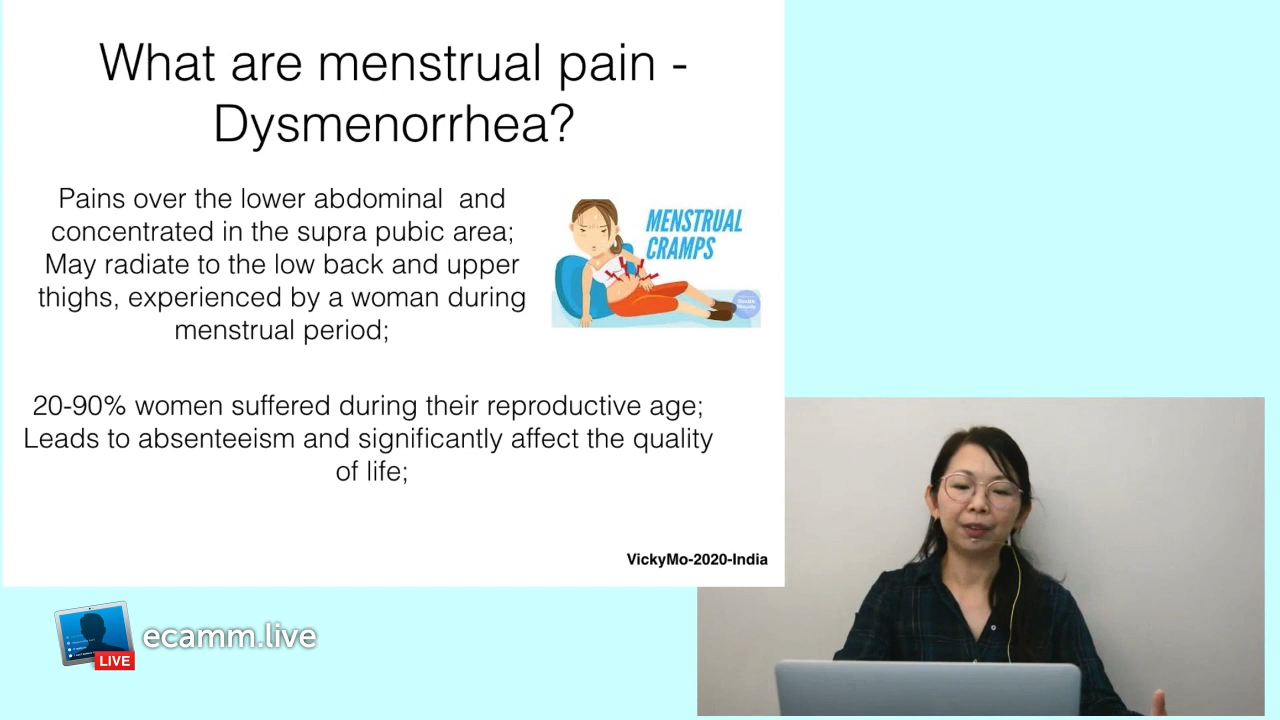 What are menstrual pain -
Dysmenorrhea?
Pains over the lower abdominal  and
concentrated in the supra pubic area;
May radiate to the low back and upper
thighs, experienced by a woman during
menstrual period;
MENSTRUAL
CRAMPS
20-90% women suffered during their reproductive age;
Leads to absenteeism and significantly affect the quality
of life;
VickyMo-2020-India
ecamm.live
LIVE